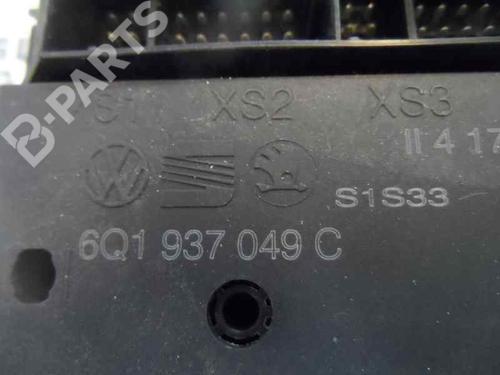 B-PARTS
S1 XS2 XS3
II 4 17
S1S33
6Q1 937 049 C